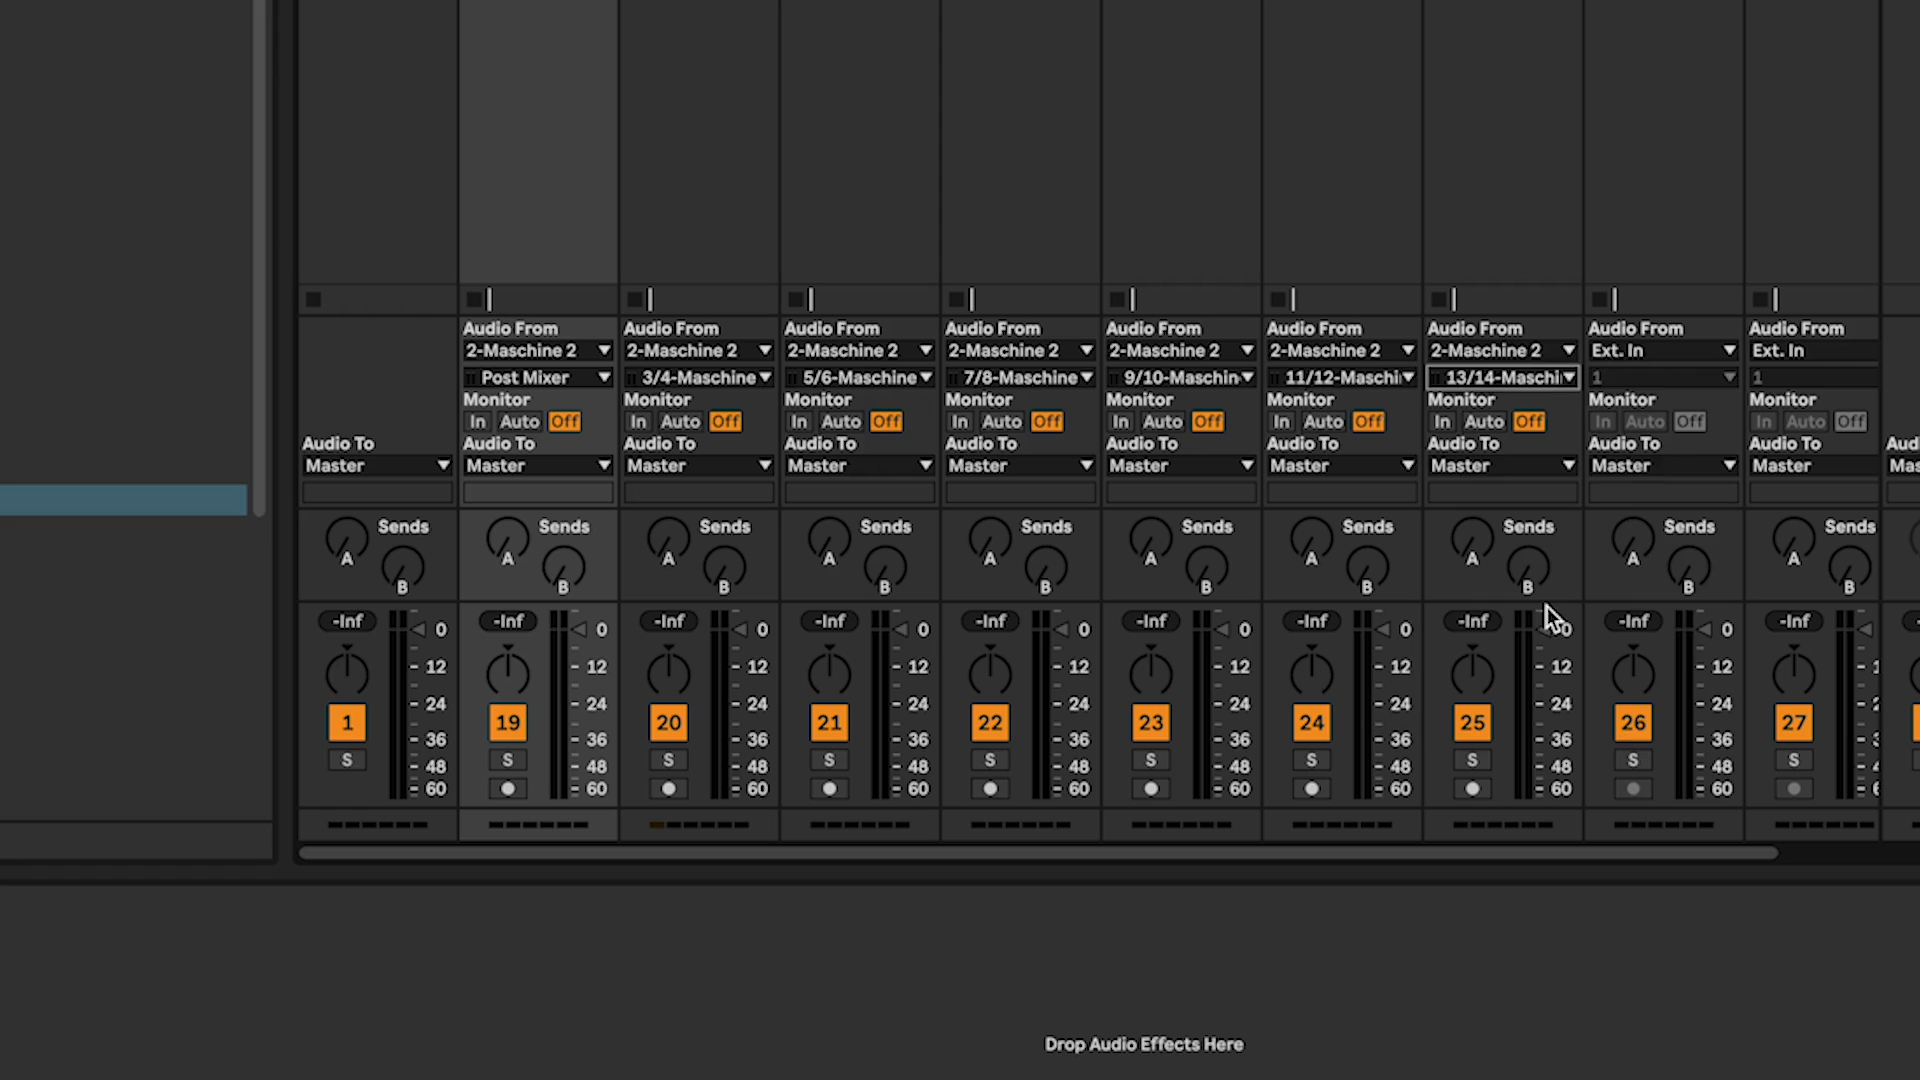 Audio From Audio From Audio From Audio From Audio From Audio From Audio From Audio From Audio From
2-Maschine 2 2-Maschine 2 2-Maschine 2 2-Maschine 2 2-Maschine 2 2-Maschine 2 2-Maschine 2 Ext. In Ext. In
Post Mixer 3/4-Maschine 5/6-Maschine 7/8-Maschine 9/10-Maschin 11/12-Maschi 13/14-Maschi 1 1
Monitor Monitor Monitor Monitor Monitor Monitor Monitor Monitor Monitor
In Auto Off In Auto Off In Auto Off In Auto Off In Auto Off In Auto Off In Auto Off In Auto Off In Auto Off
Audio To Audio To Audio To Audio To Audio To Audio To Audio To Audio To Audio To Audio To Aud
Master Master Master Master Master Master Master Master Master Master Mas
Sends Sends Sends Sends Sends Sends Sends Sends Sends Sends
A A A A A A A A A A
B B B B B B B B B B
-Inf 0 -Inf 0 -Inf 0 -Inf 0 -Inf 0 -Inf 0 -Inf 0 -Inf 0 -Inf 0 -Inf
12 12 12 12 12 12 12 12 12
24 24 24 24 24 24 24 24 24
1 19 20 21 22 23 24 25 26 27
36 36 36 36 36 36 36 36 36
S S S S S S S S S S
48 48 48 48 48 48 48 48 48
60 60 60 60 60 60 60 60 60
Drop Audio Effects Here